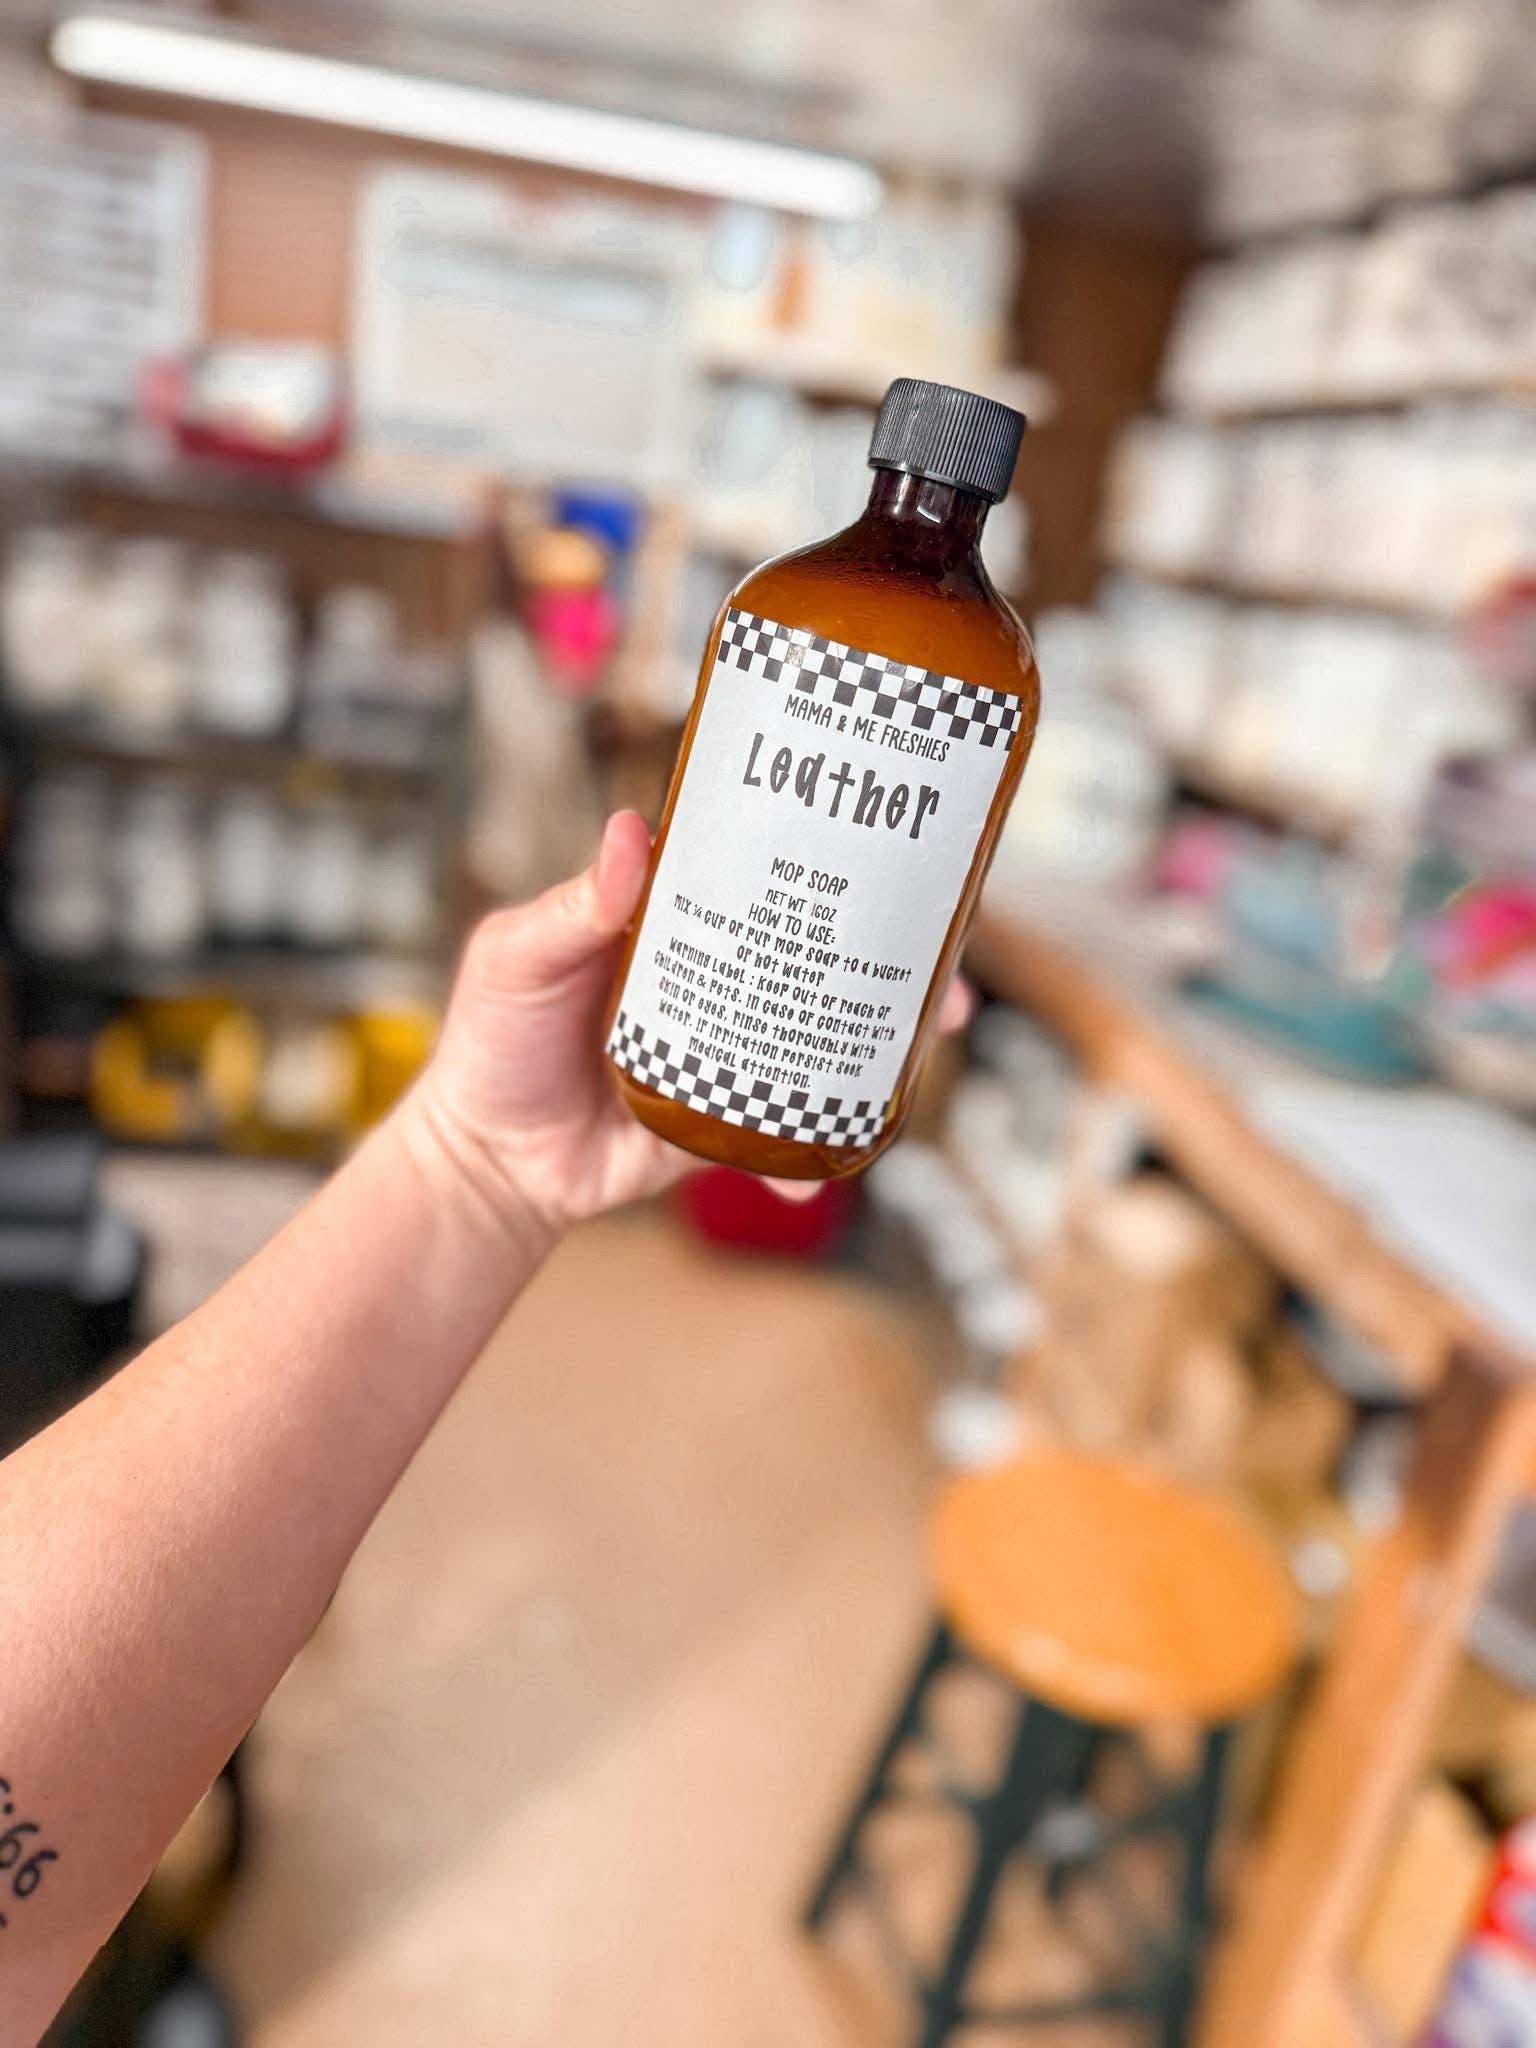 MAMA & ME FRESHIES
Leather
MOP SOAP
NET WT 16OZ
HOW TO USE:
MIX ¼ CUP OF PUR MOP SOAP TO A BUCKET
OF HOT WATER
WARNING LABEL : KEEP OUT OF REACH OF
CHILDREN & PETS. IN CASE OF CONTACT WITH
SKIN OR EYES, RINSE THOROUGHLY WITH
WATER. IF IRRITATION PERSIST SEEK
MEDICAL ATTENTION.
:66